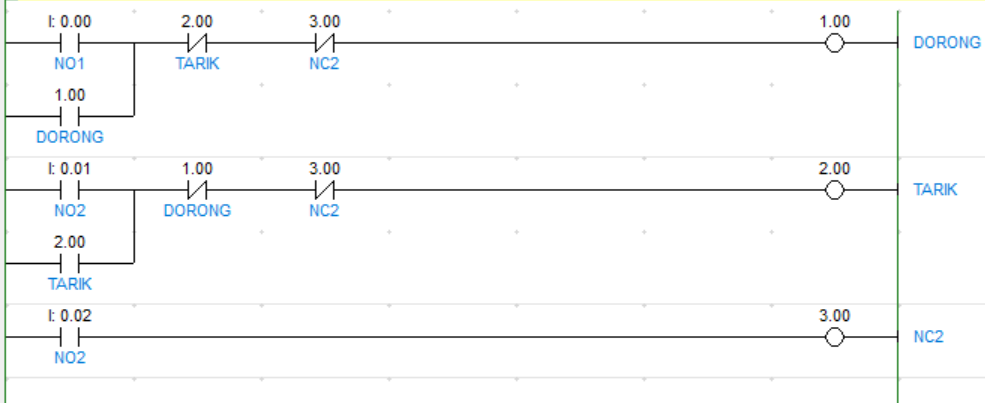 I: 0.00 2.00 3.00 1.00
DORONG
NO1 TARIK NC2
1.00
DORONG
I: 0.01 1.00 3.00 2.00
TARIK
NO2 DORONG NC2
2.00
TARIK
I: 0.02 3.00
NC2
NO2